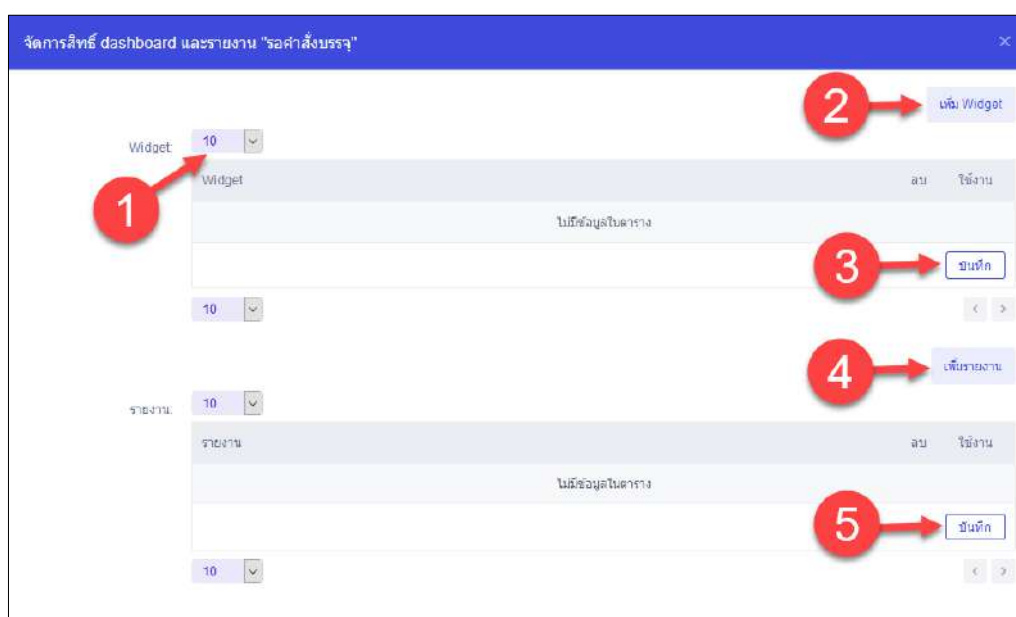 จัดการสิทธิ์ dashboard และรายงาน "รอคำสั่งบรรจุ"
×
2
เพิ่ม Widget
Widget:
10
1
Widget
ลบ
ใช้งาน
ไม่มีข้อมูลในตาราง
3
บันทึก
10
< >
4
เพิ่มรายงาน
รายงาน:
10
รายงาน
ลบ
ใช้งาน
ไม่มีข้อมูลในตาราง
5
บันทึก
10
< >